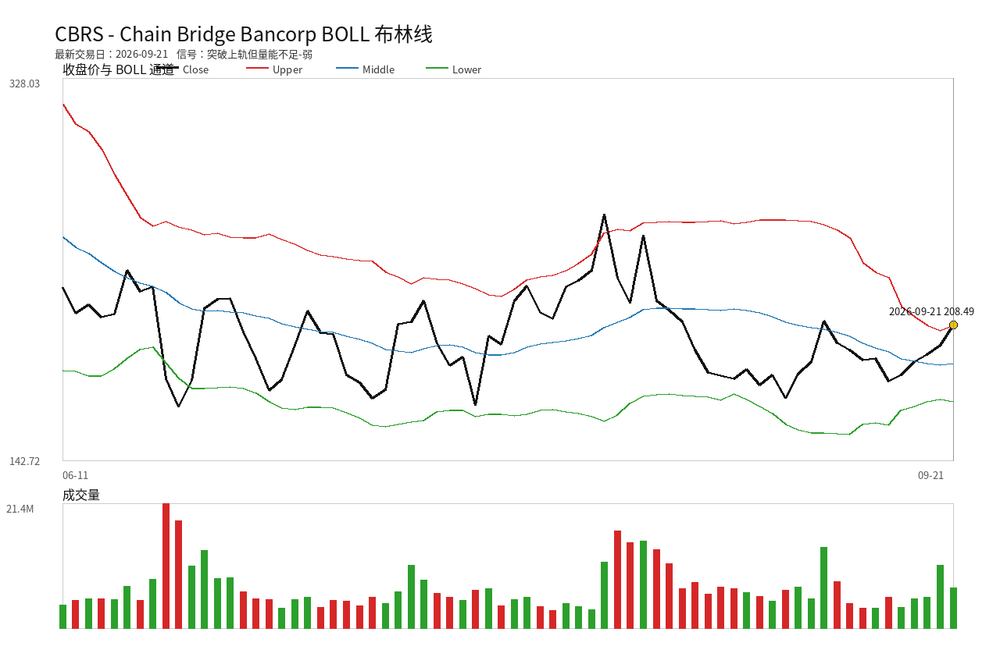 CBRS - Chain Bridge Bancorp BOLL 布林线
最新交易日：2026-09-21 信号：突破上轨但量能不足-弱
收盘价与 BOLL 通道 Close Upper Middle Lower
328.03
2026-09-21 208.49
142.72
06-11 09-21
成交量
21.4M